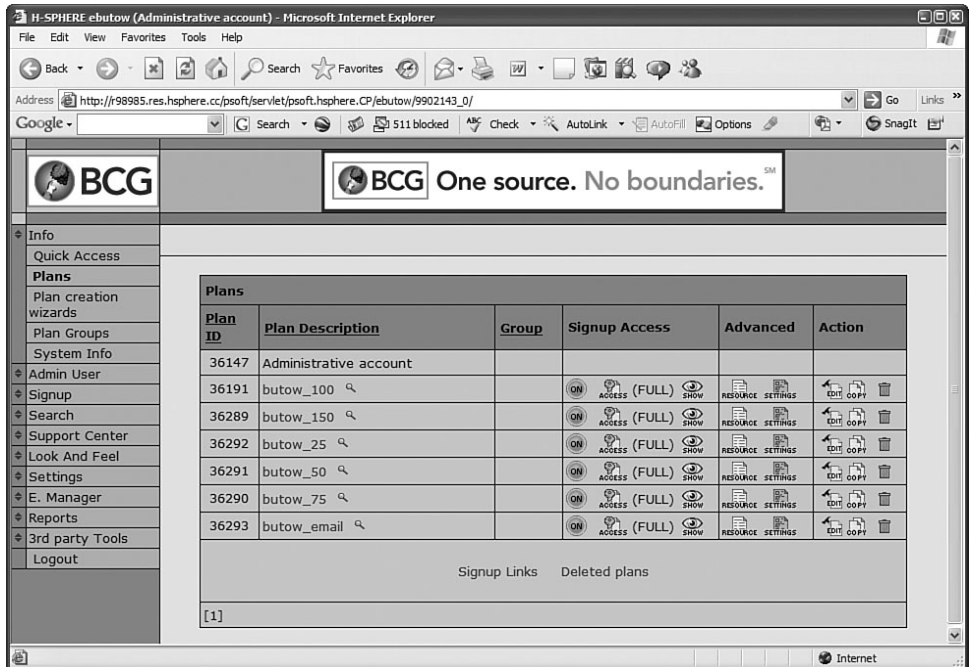 H-SPHERE ebutow (Administrative account) - Microsoft Internet Explorer
File Edit View Favorites Tools Help
Back Search Favorites
Address http://r98985.res.hsphere.cc/psoft/servlet/psoft.hsphere.CP/ebutow/9902143_0/ Go Links »
Google Search 511 blocked ABC Check AutoLink AutoFill Options SnagIt
BCG
BCG One source. No boundaries.℠
Info
Quick Access
Plans
Plan creation
wizards
Plan Groups
System Info
Admin User
Signup
Search
Support Center
Look And Feel
Settings
E. Manager
Reports
3rd party Tools
Logout
Plans
Plan ID Plan Description Group Signup Access Advanced Action
36147 Administrative account
36191 butow_100 ON ACCESS (FULL) SHOW RESOURCE SETTINGS EDIT COPY
36289 butow_150 ON ACCESS (FULL) SHOW RESOURCE SETTINGS EDIT COPY
36292 butow_25 ON ACCESS (FULL) SHOW RESOURCE SETTINGS EDIT COPY
36291 butow_50 ON ACCESS (FULL) SHOW RESOURCE SETTINGS EDIT COPY
36290 butow_75 ON ACCESS (FULL) SHOW RESOURCE SETTINGS EDIT COPY
36293 butow_email ON ACCESS (FULL) SHOW RESOURCE SETTINGS EDIT COPY
Signup Links Deleted plans
[1]
Internet